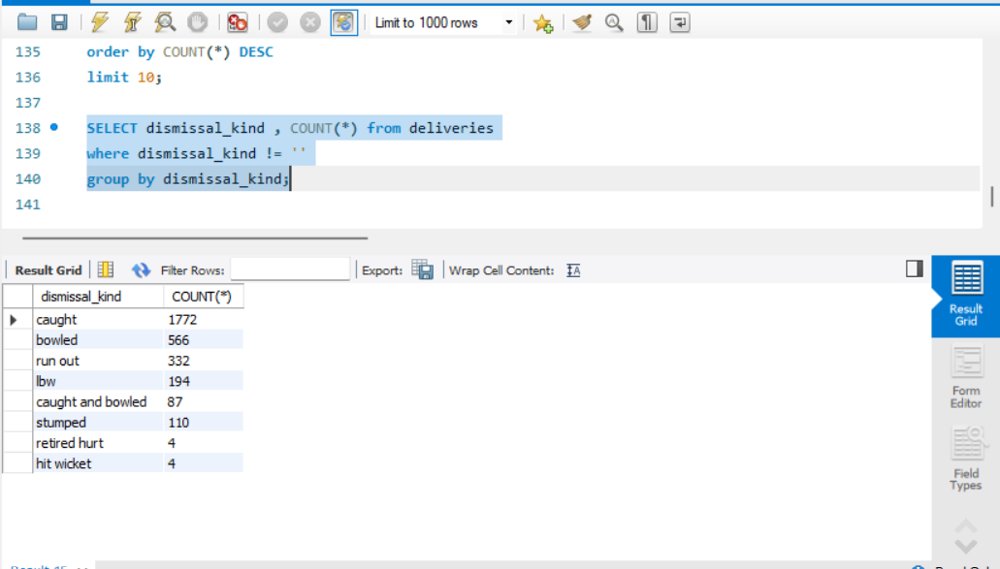 Limit to 1000 rows
135 order by COUNT(*) DESC
136 limit 10;
137
138 SELECT dismissal_kind , COUNT(*) from deliveries
139 where dismissal_kind != ''
140 group by dismissal_kind;
141
Result Grid Filter Rows: Export: Wrap Cell Content:
dismissal_kind COUNT(*)
caught 1772
bowled 566
run out 332
lbw 194
caught and bowled 87
stumped 110
retired hurt 4
hit wicket 4
Result
Grid
Form
Editor
Field
Types